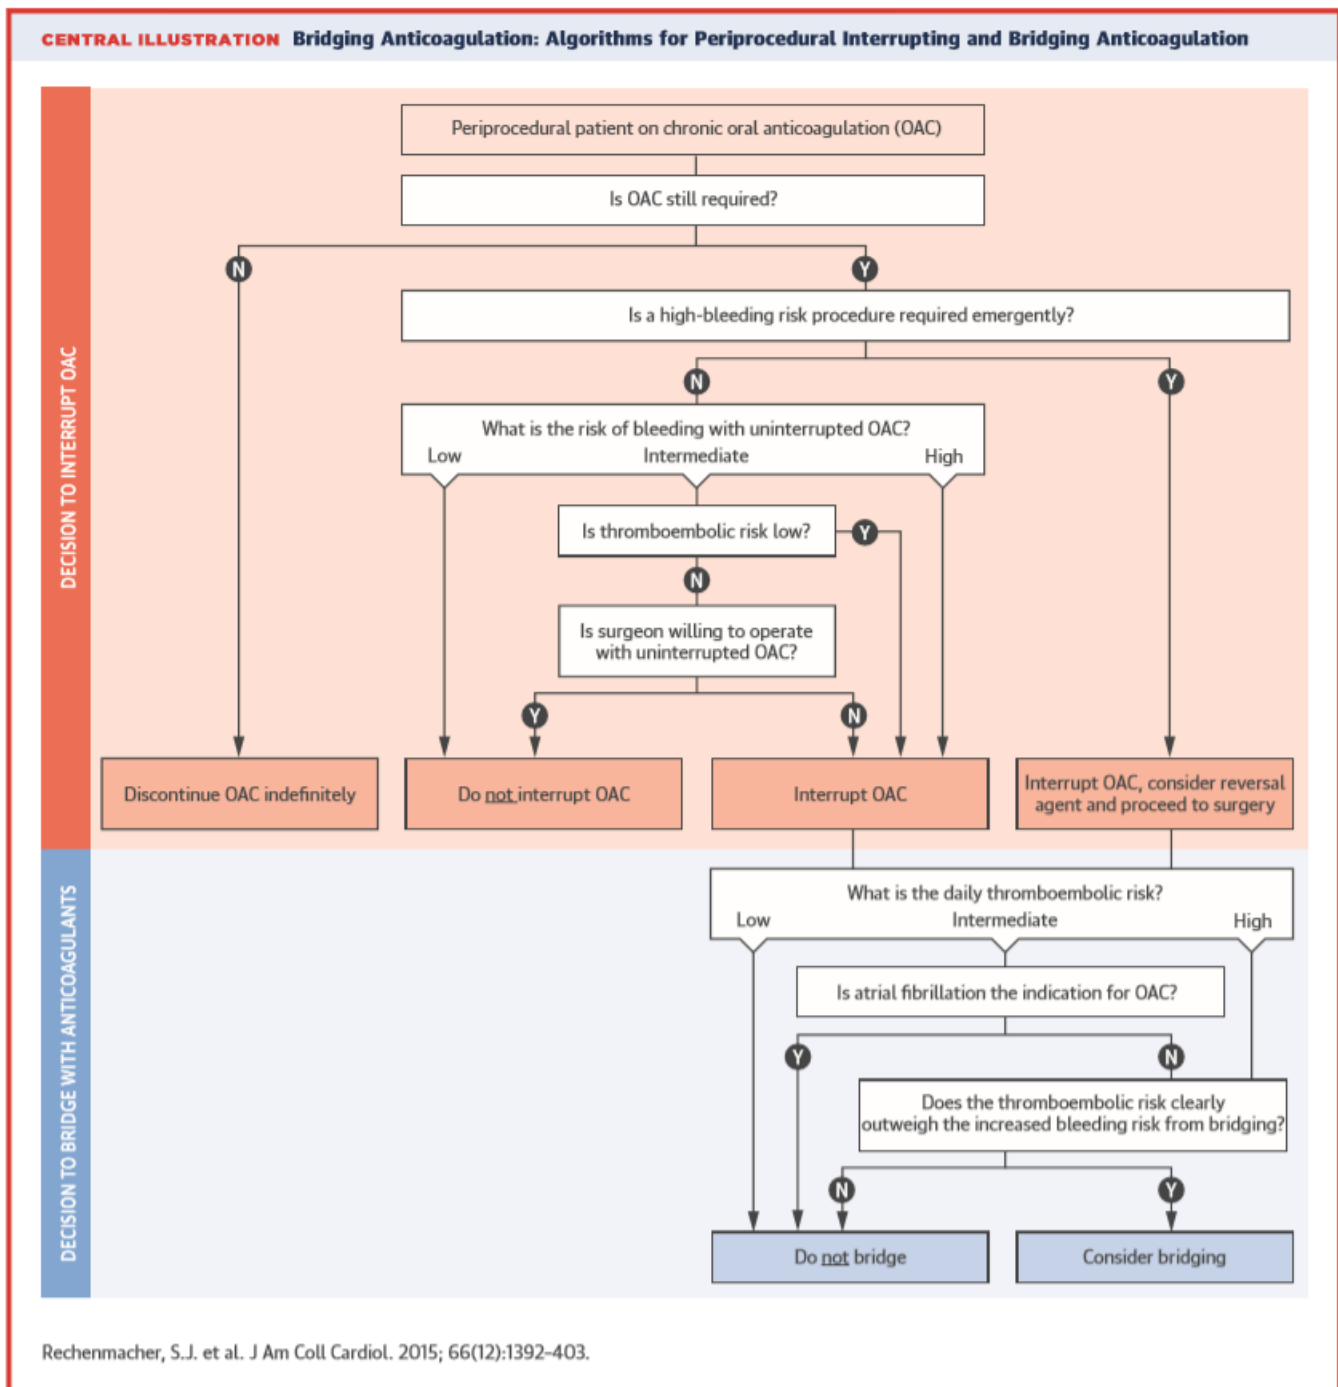 CENTRAL ILLUSTRATION Bridging Anticoagulation: Algorithms for Periprocedural Interrupting and Bridging Anticoagulation
DECISION TO INTERRUPT OAC
Periprocedural patient on chronic oral anticoagulation (OAC)
Is OAC still required?
N
Y
Is a high-bleeding risk procedure required emergently?
N
Y
What is the risk of bleeding with uninterrupted OAC?
Low
Intermediate
High
Is thromboembolic risk low?
Y
N
Is surgeon willing to operate
with uninterrupted OAC?
Y
N
Discontinue OAC indefinitely
Do not interrupt OAC
Interrupt OAC
Interrupt OAC, consider reversal
agent and proceed to surgery
DECISION TO BRIDGE WITH ANTICOAGULANTS
What is the daily thromboembolic risk?
Low
Intermediate
High
Is atrial fibrillation the indication for OAC?
Y
N
Does the thromboembolic risk clearly
outweigh the increased bleeding risk from bridging?
N
Y
Do not bridge
Consider bridging
Rechenmacher, S.J. et al. J Am Coll Cardiol. 2015; 66(12):1392–403.